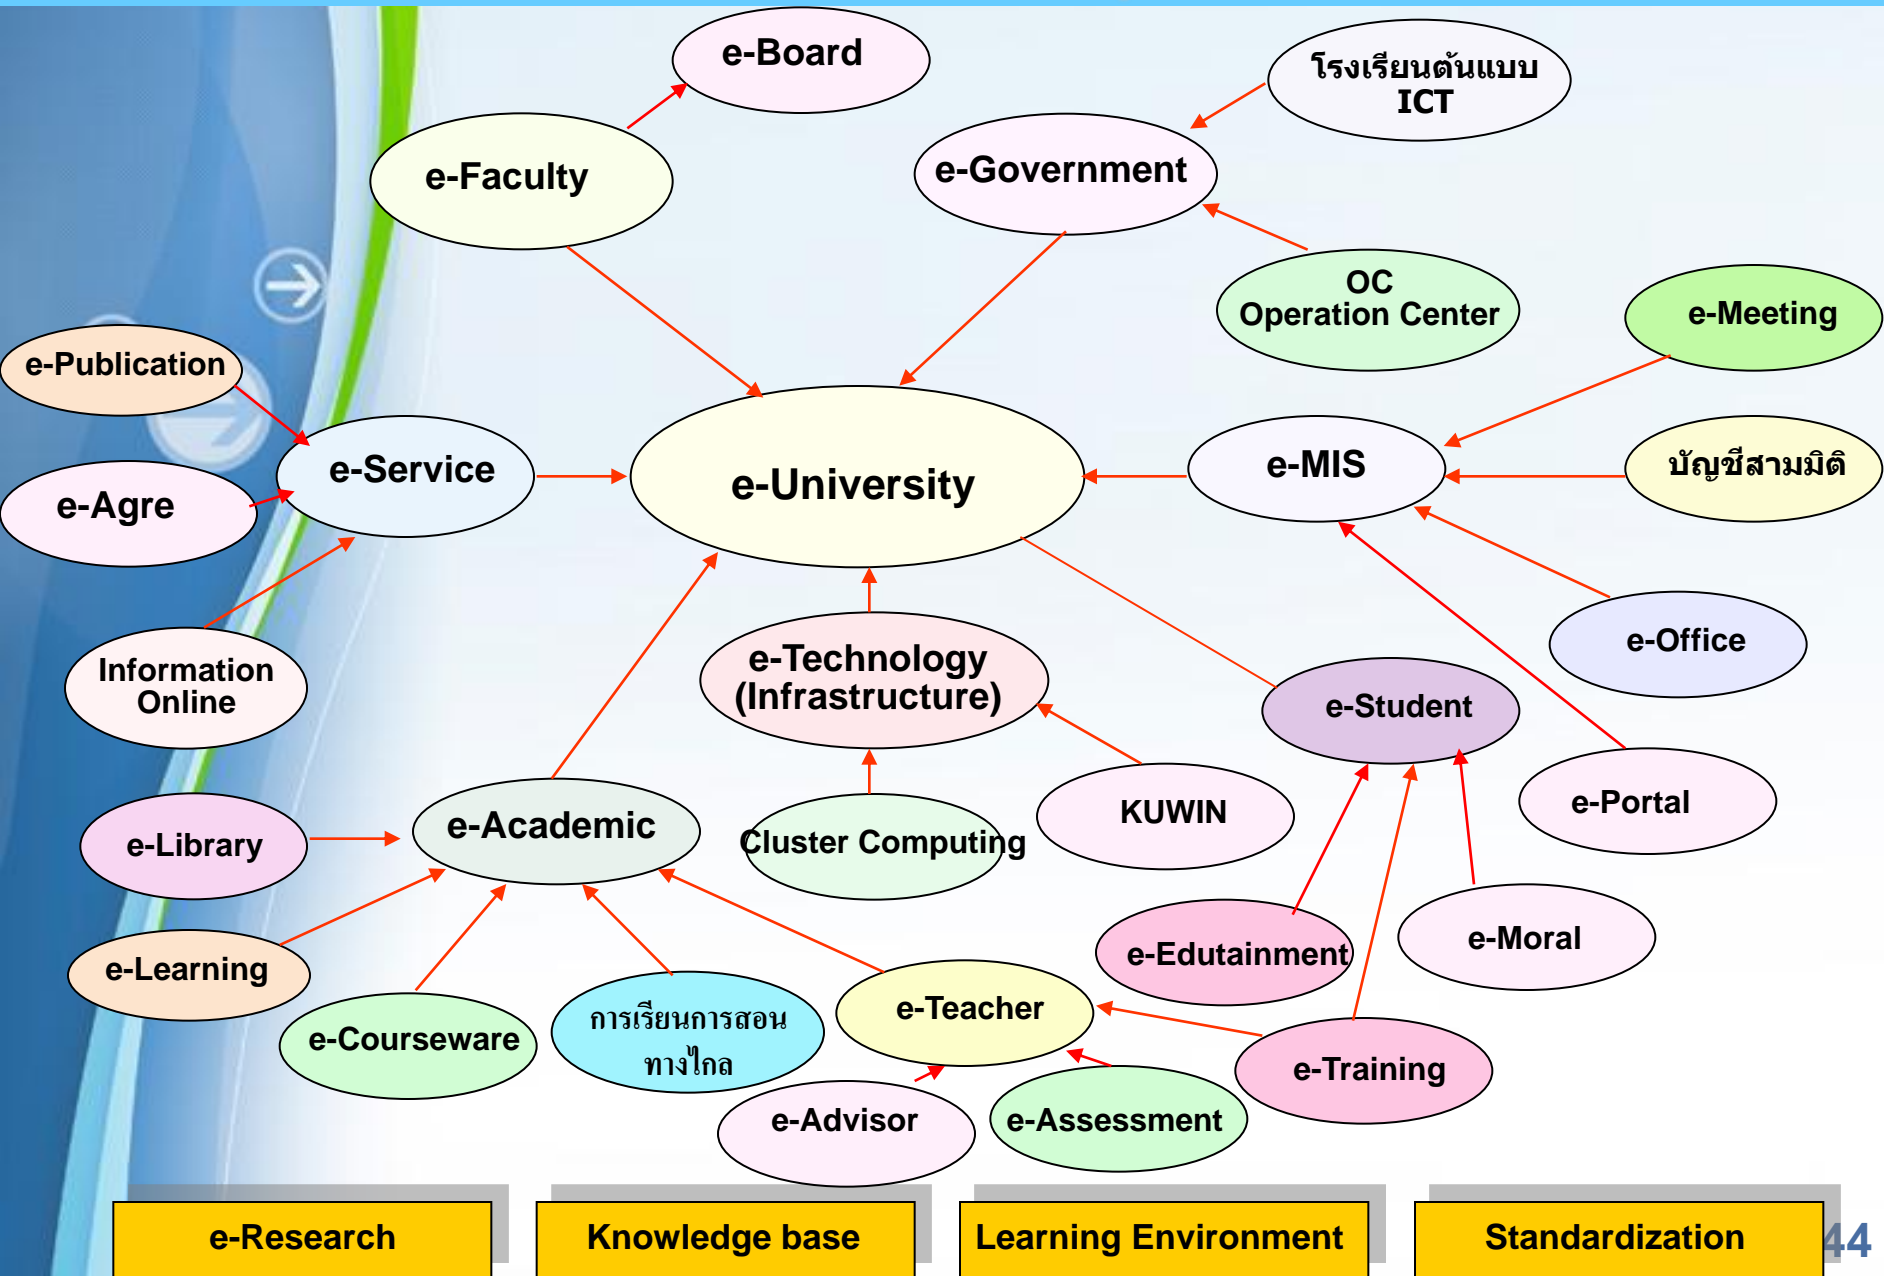 e-Board
โรงเรียนต้นแบบ
ICT
e-Faculty
e-Government
OC
Operation Center
e-Meeting
e-Publication
e-Service
e-University
e-MIS
บัญชีสามมิติ
e-Agre
e-Technology
(Infrastructure)
e-Office
Information
Online
e-Student
e-Academic
KUWIN
e-Portal
e-Library
Cluster Computing
e-Edutainment
e-Moral
e-Learning
e-Courseware
การเรียนการสอน
ทางไกล
e-Teacher
e-Training
e-Advisor
e-Assessment
e-Research
Knowledge base
Learning Environment
Standardization
44